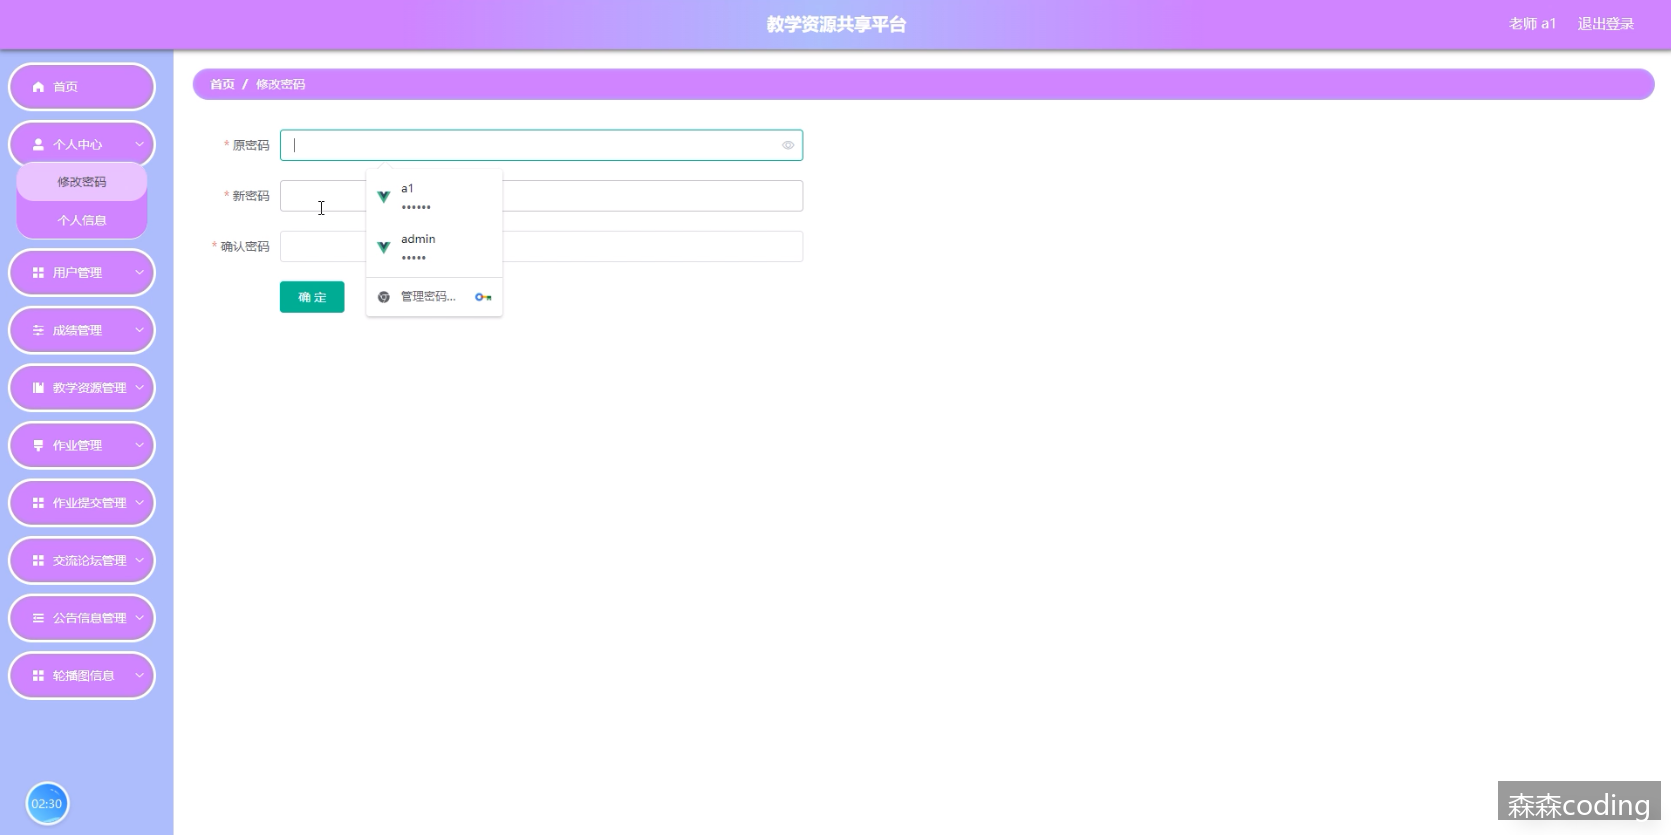 教学资源共享平台
老师 a1
退出登录
首页
个人中心
修改密码
个人信息
用户管理
成绩管理
教学资源管理
作业管理
作业提交管理
交流论坛管理
公告信息管理
轮播图信息
02:30
首页 / 修改密码
* 原密码
* 新密码
* 确认密码
确 定
a1
••••••
admin
•••••
管理密码...
森森coding